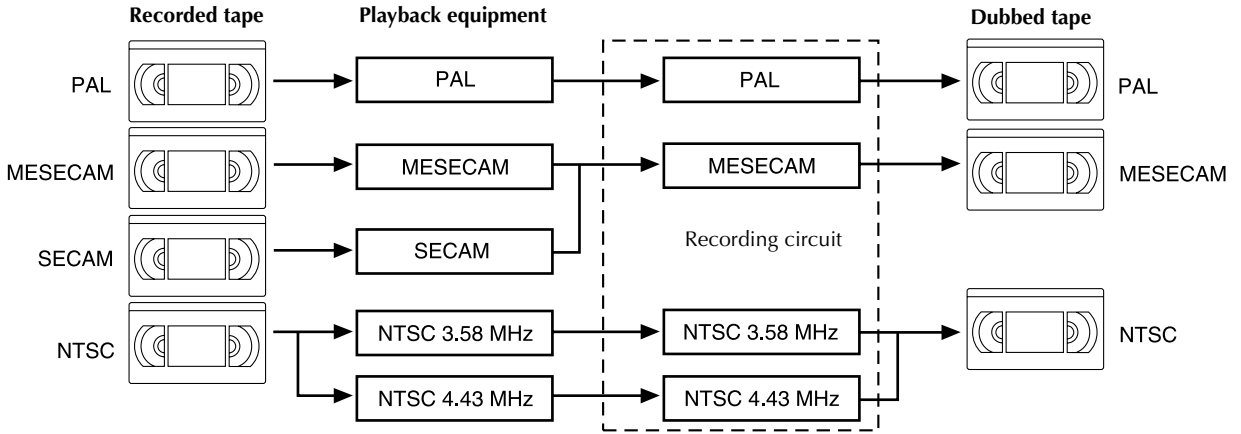 Recorded tape Playback equipment Dubbed tape
PAL PAL PAL PAL
MESECAM MESECAM MESECAM MESECAM
SECAM SECAM Recording circuit
NTSC NTSC 3.58 MHz NTSC 3.58 MHz NTSC
NTSC 4.43 MHz NTSC 4.43 MHz